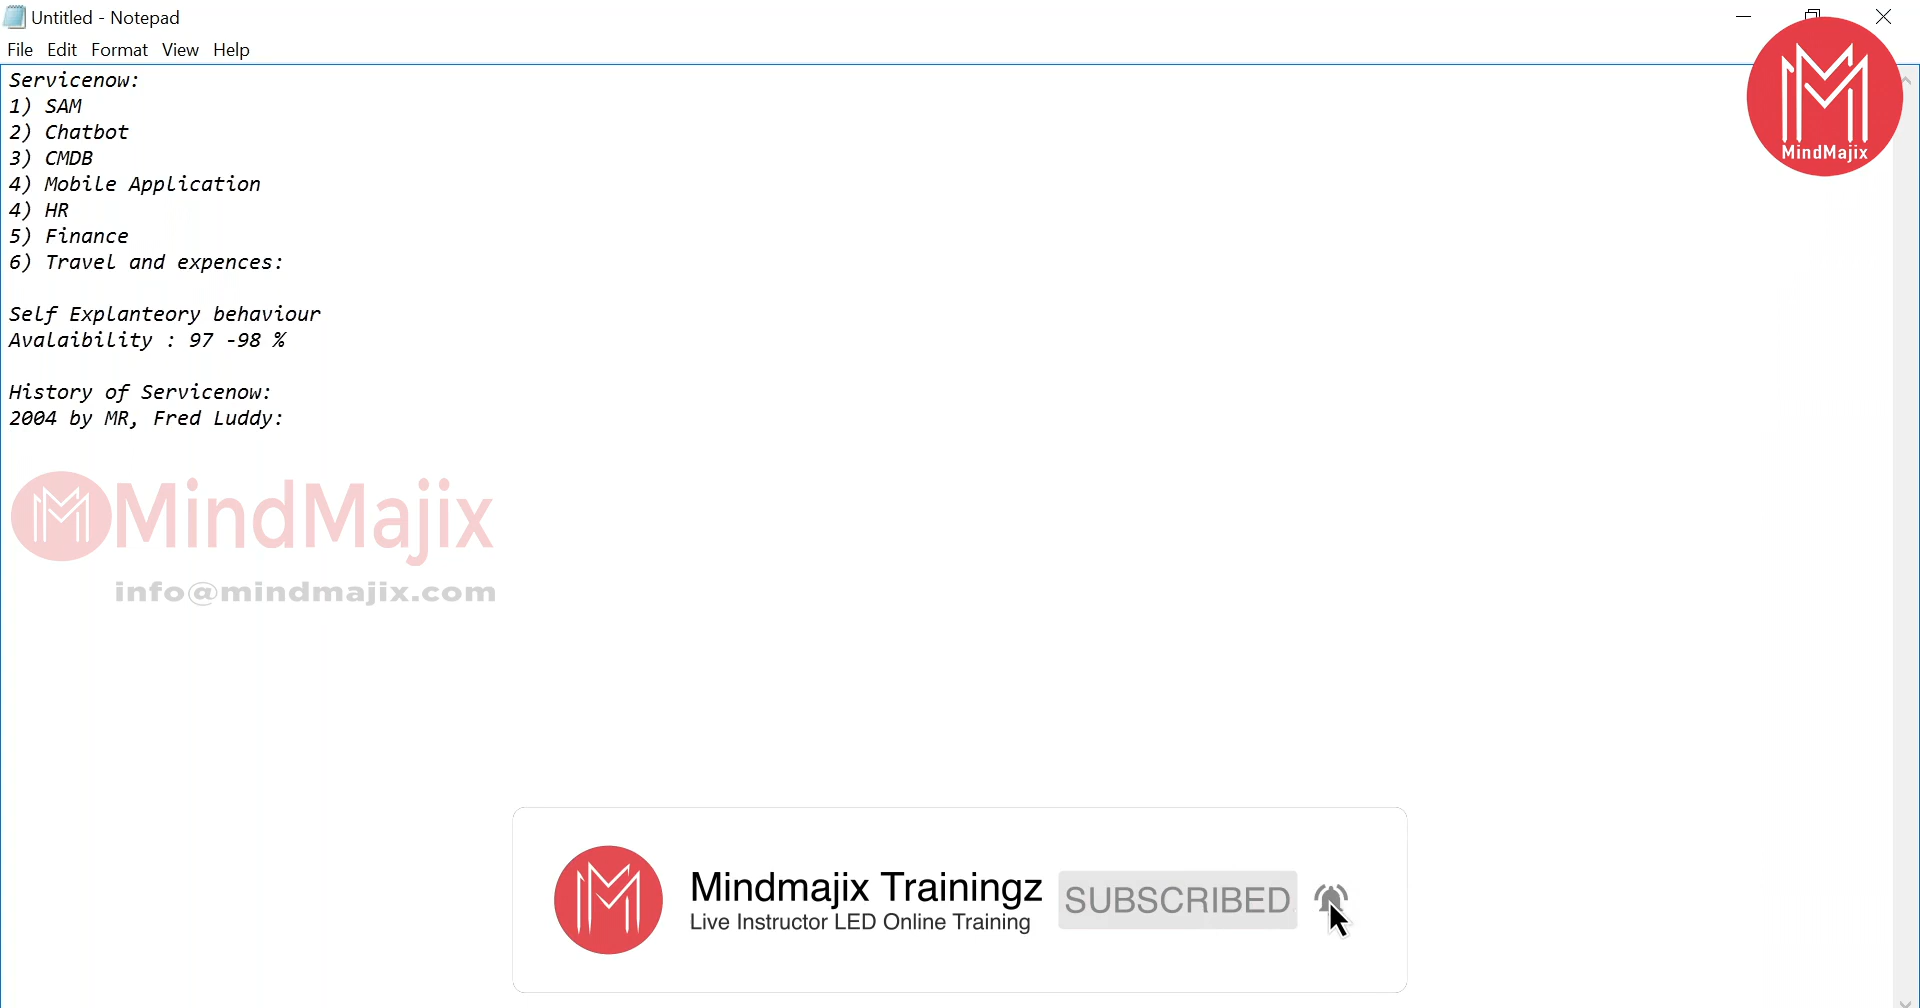 Untitled - Notepad
File Edit Format View Help
Servicenow:
1) SAM
2) Chatbot
3) CMDB
4) Mobile Application
4) HR
5) Finance
6) Travel and expences:
Self Explanteory behaviour
Avalaibility : 97 -98 %
History of Servicenow:
2004 by MR, Fred Luddy:
MindMajix
MindMajix
info@mindmajix.com
Mindmajix Trainingz
Live Instructor LED Online Training
SUBSCRIBED